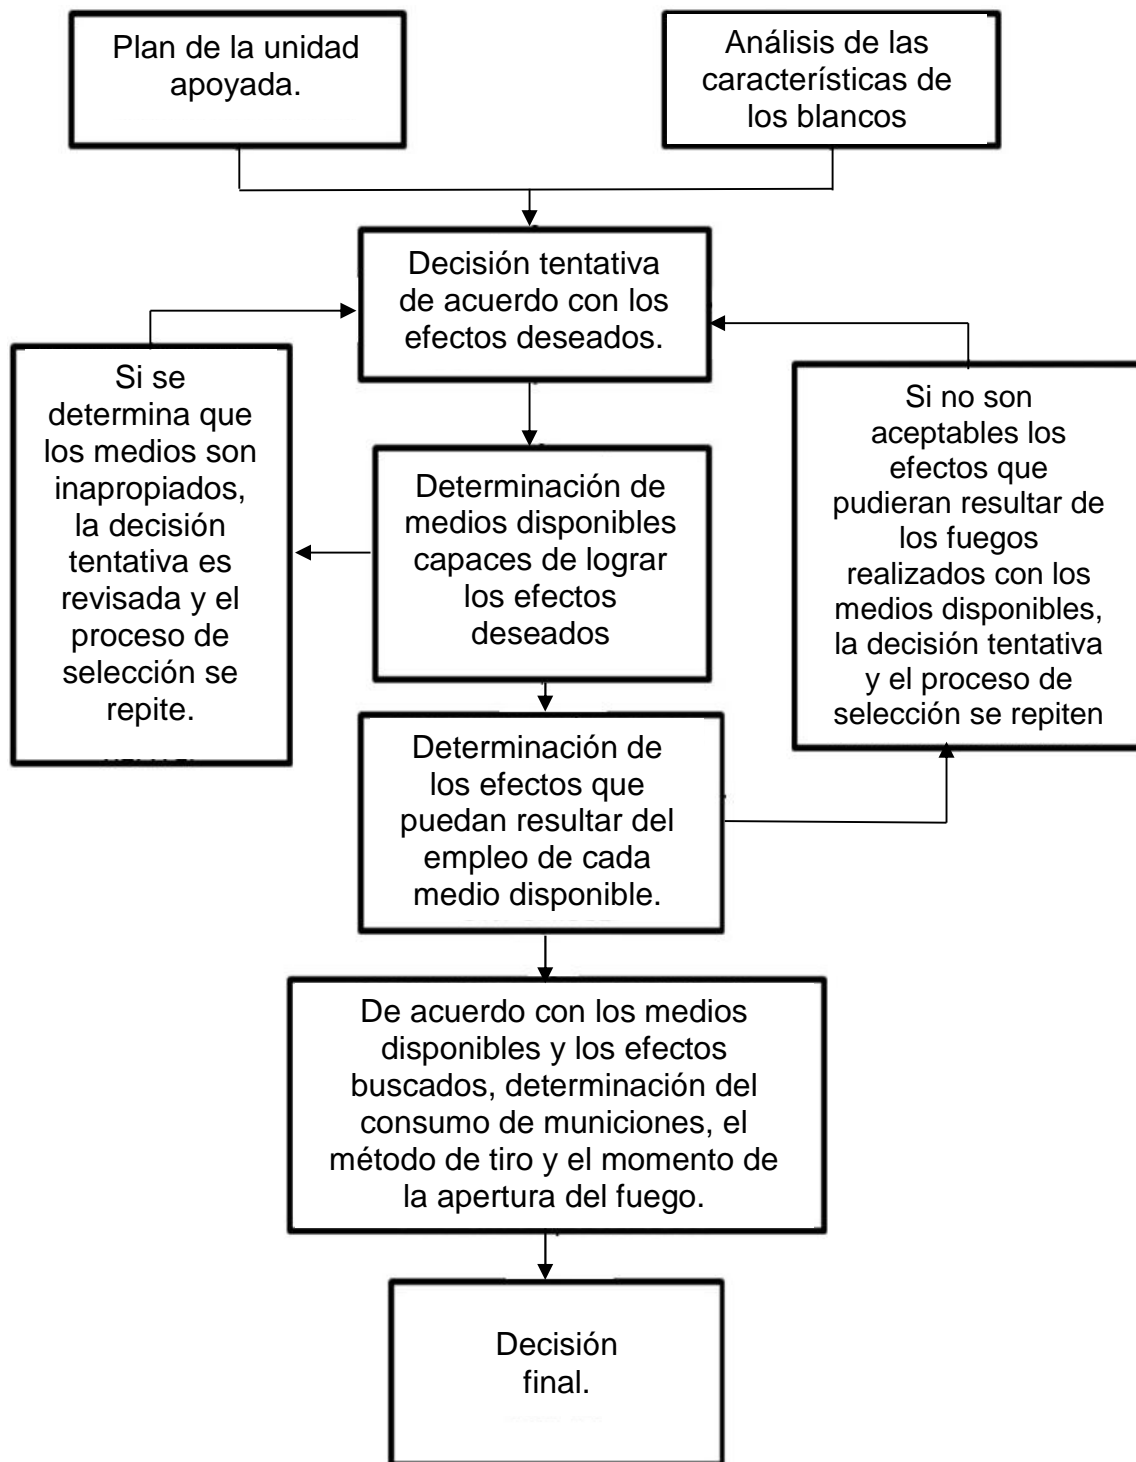 Plan de la unidad
apoyada.
Análisis de las
características de
los blancos
Decisión tentativa
de acuerdo con los
efectos deseados.
Si se
determina que
los medios son
inapropiados,
la decisión
tentativa es
revisada y el
proceso de
selección se
repite.
Determinación de
medios disponibles
capaces de lograr
los efectos
deseados
Si no son
aceptables los
efectos que
pudieran resultar de
los fuegos
realizados con los
medios disponibles,
la decisión tentativa
y el proceso de
selección se repiten
Determinación de
los efectos que
puedan resultar del
empleo de cada
medio disponible.
De acuerdo con los medios
disponibles y los efectos
buscados, determinación del
consumo de municiones, el
método de tiro y el momento de
la apertura del fuego.
Decisión
final.